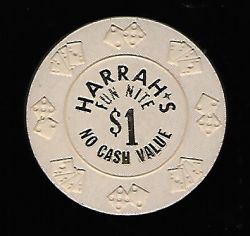 HARRAH'S
FUN NITE
$1
NO CASH VALUE